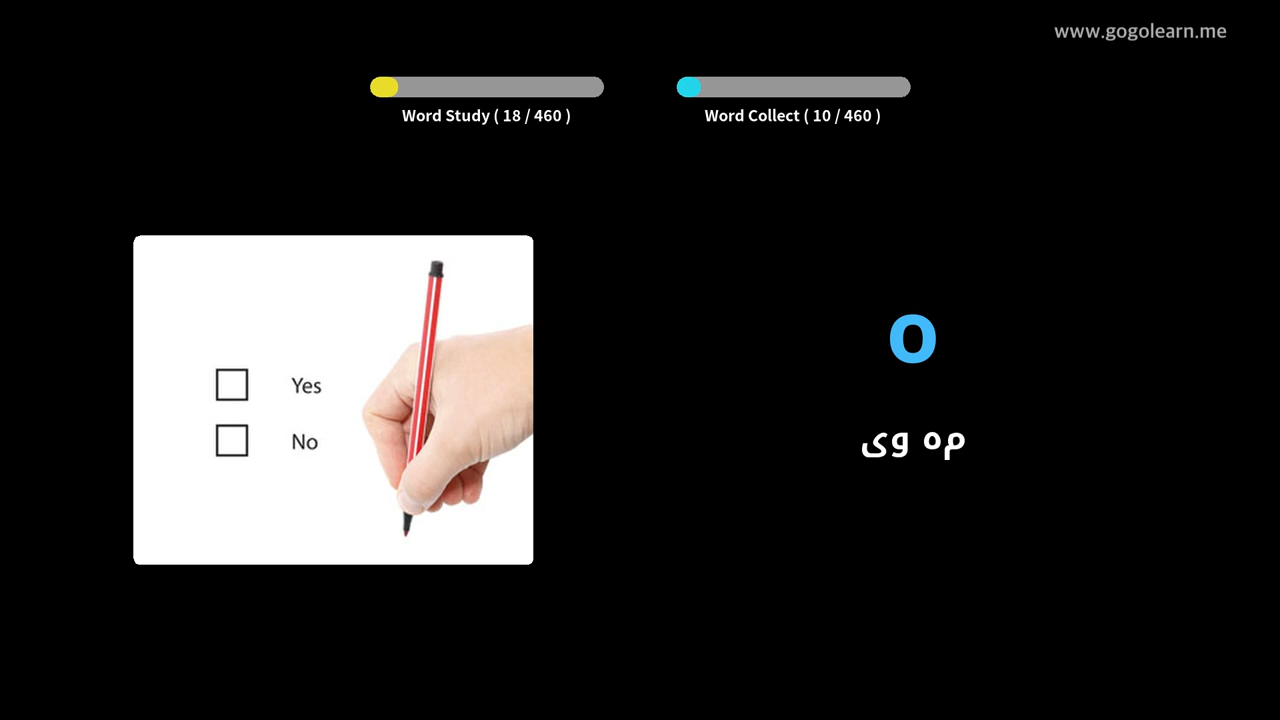 www.gogolearn.me
Word Study ( 18 / 460 )
Word Collect ( 10 / 460 )
Yes
No
o
مه وی